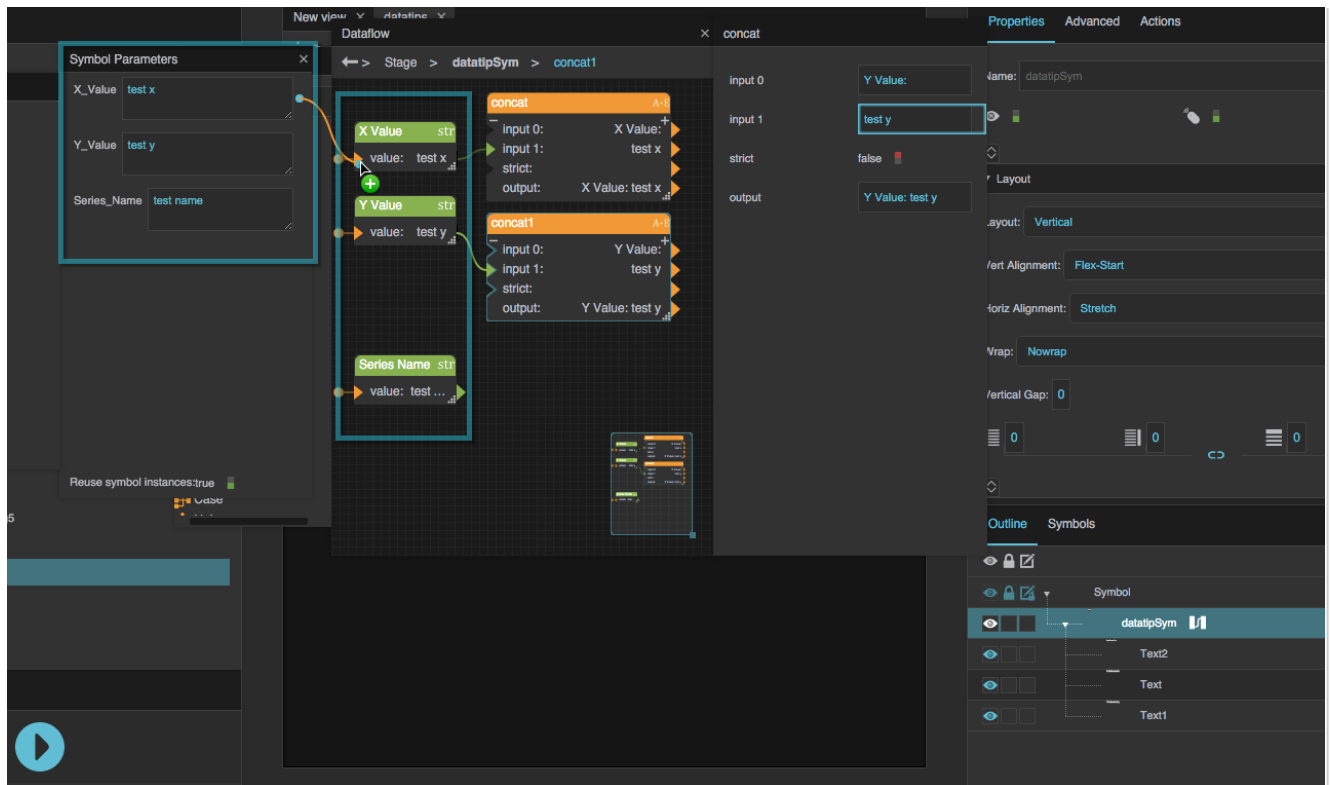 New view × datatips ×
Symbol Parameters ×
X_Value test x
Y_Value test y
Series_Name test name
Reuse symbol instances:true
Case
5
Dataflow ×
Stage > datatipSym > concat1
X Value str
value: test x
Y Value str
value: test y
Series Name str
value: test ...
concat A+B
input 0: X Value:
input 1: test x
strict:
output: X Value: test x
concat1 A+B
input 0: Y Value:
input 1: test y
strict:
output: Y Value: test y
concat
input 0 Y Value:
input 1 test y
strict false
output Y Value: test y
Properties Advanced Actions
Name: datatipSym
Layout
Layout: Vertical
Vert Alignment: Flex-Start
Horiz Alignment: Stretch
Wrap: Nowrap
Vertical Gap: 0
0 0 0
Outline Symbols
Symbol
datatipSym
Text2
Text
Text1